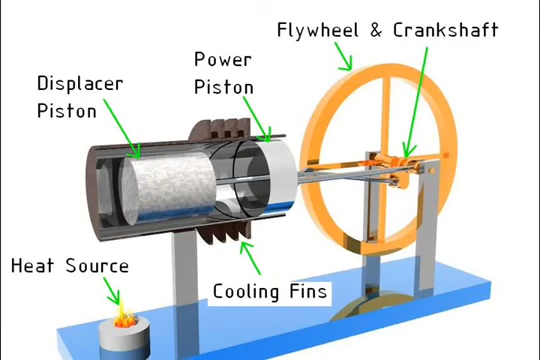 Flywheel & Crankshaft
Power
Piston
Displacer
Piston
Heat Source
Cooling Fins